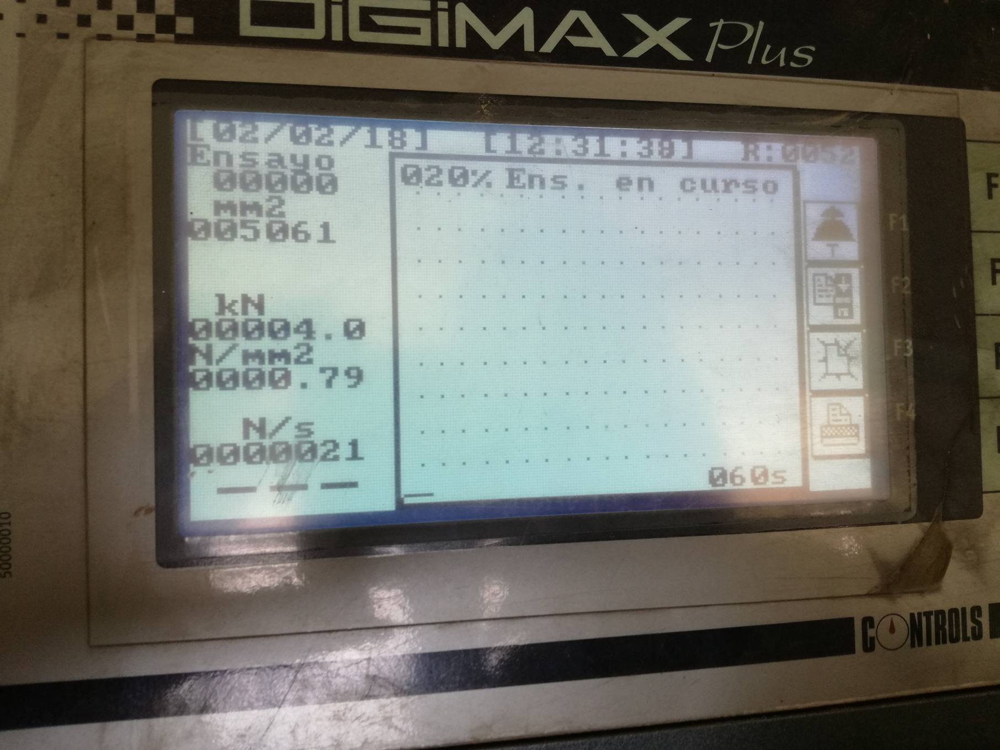 DiGiMAX Plus
[02/02/18] [12:31:38] R:0052
Ensayo
00000
mm2
005061
kN
00004.0
N/mm2
0000.79
N/s
0000021
020% Ens. en curso
060s
T
F1
F2
F3
F4
50000010
CONTROLS